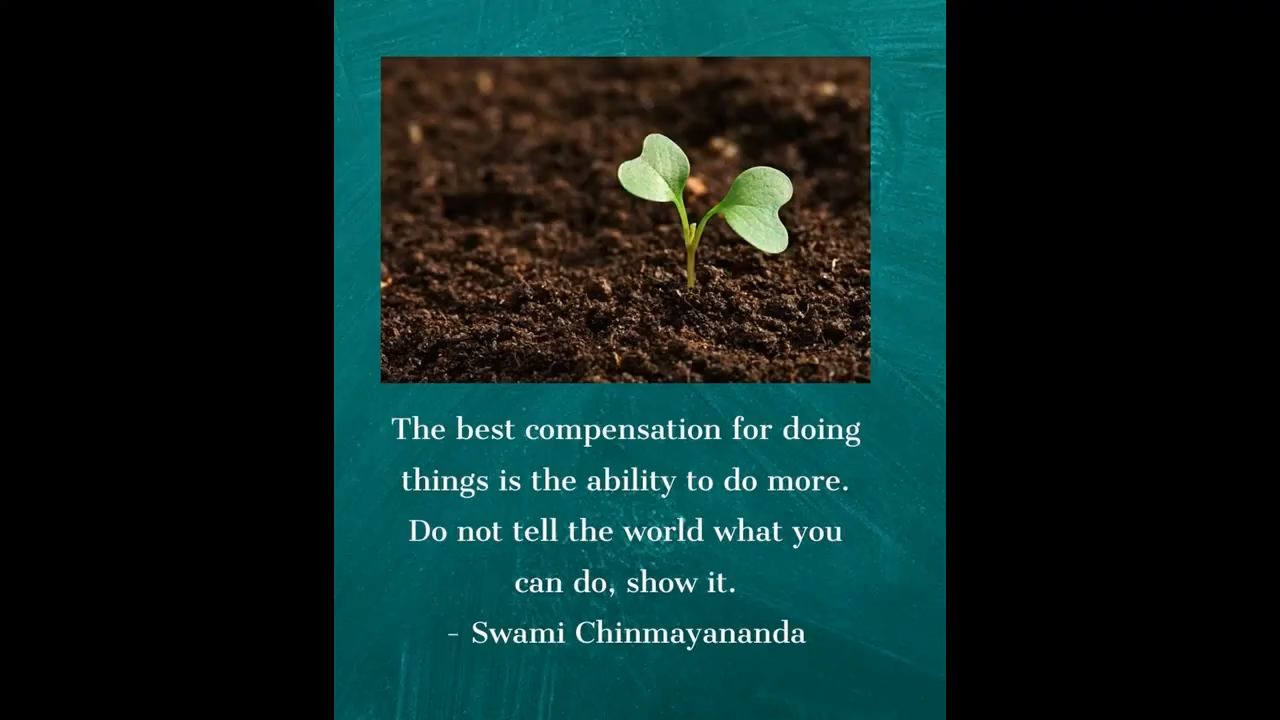 The best compensation for doing
things is the ability to do more.
Do not tell the world what you
can do, show it.
- Swami Chinmayananda